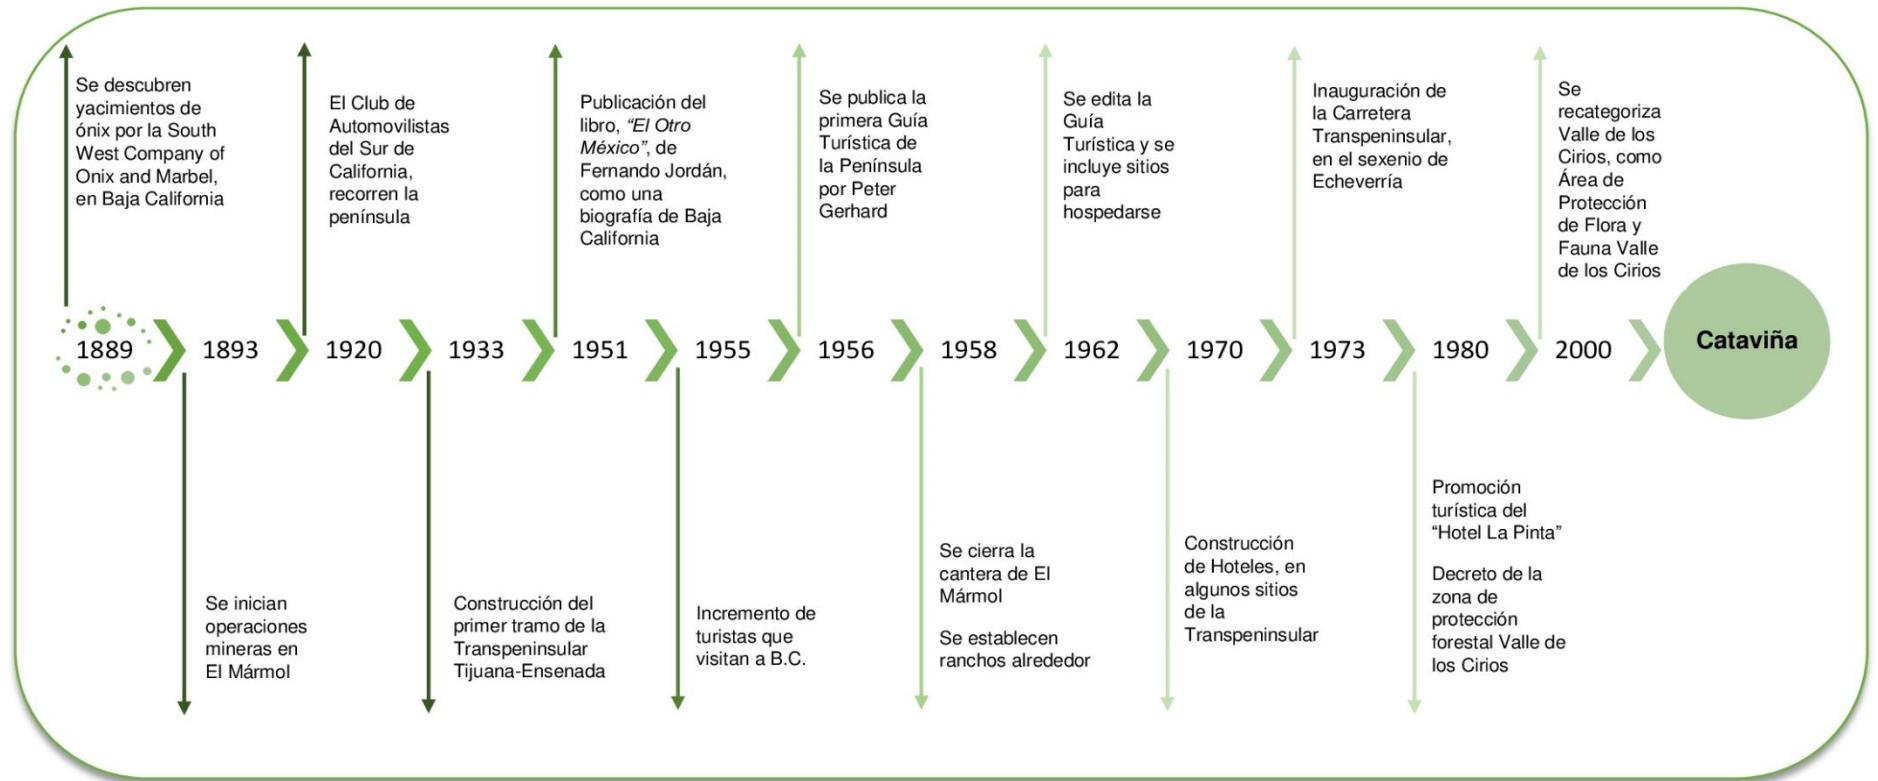 Se descubren
yacimientos de
ónix por la South
West Company of
Onix and Marbel,
en Baja California
El Club de
Automovilistas
del Sur de
California,
recorren la
península
Publicación del
libro, “El Otro
México”, de
Fernando Jordán,
como una
biografía de Baja
California
Se publica la
primera Guía
Turística de
la Península
por Peter
Gerhard
Se edita la
Guía
Turística y se
incluye sitios
para
hospedarse
Inauguración de
la Carretera
Transpeninsular,
en el sexenio de
Echeverría
Se
recategoriza
Valle de los
Cirios, como
Área de
Protección
de Flora y
Fauna Valle
de los Cirios
1889 1893 1920 1933 1951 1955 1956 1958 1962 1970 1973 1980 2000 Cataviña
Se inician
operaciones
mineras en
El Mármol
Construcción del
primer tramo de la
Transpeninsular
Tijuana-Ensenada
Incremento de
turistas que
visitan a B.C.
Se cierra la
cantera de El
Mármol
Se establecen
ranchos alrededor
Construcción
de Hoteles, en
algunos sitios
de la
Transpeninsular
Promoción
turística del
“Hotel La Pinta”
Decreto de la
zona de
protección
forestal Valle de
los Cirios